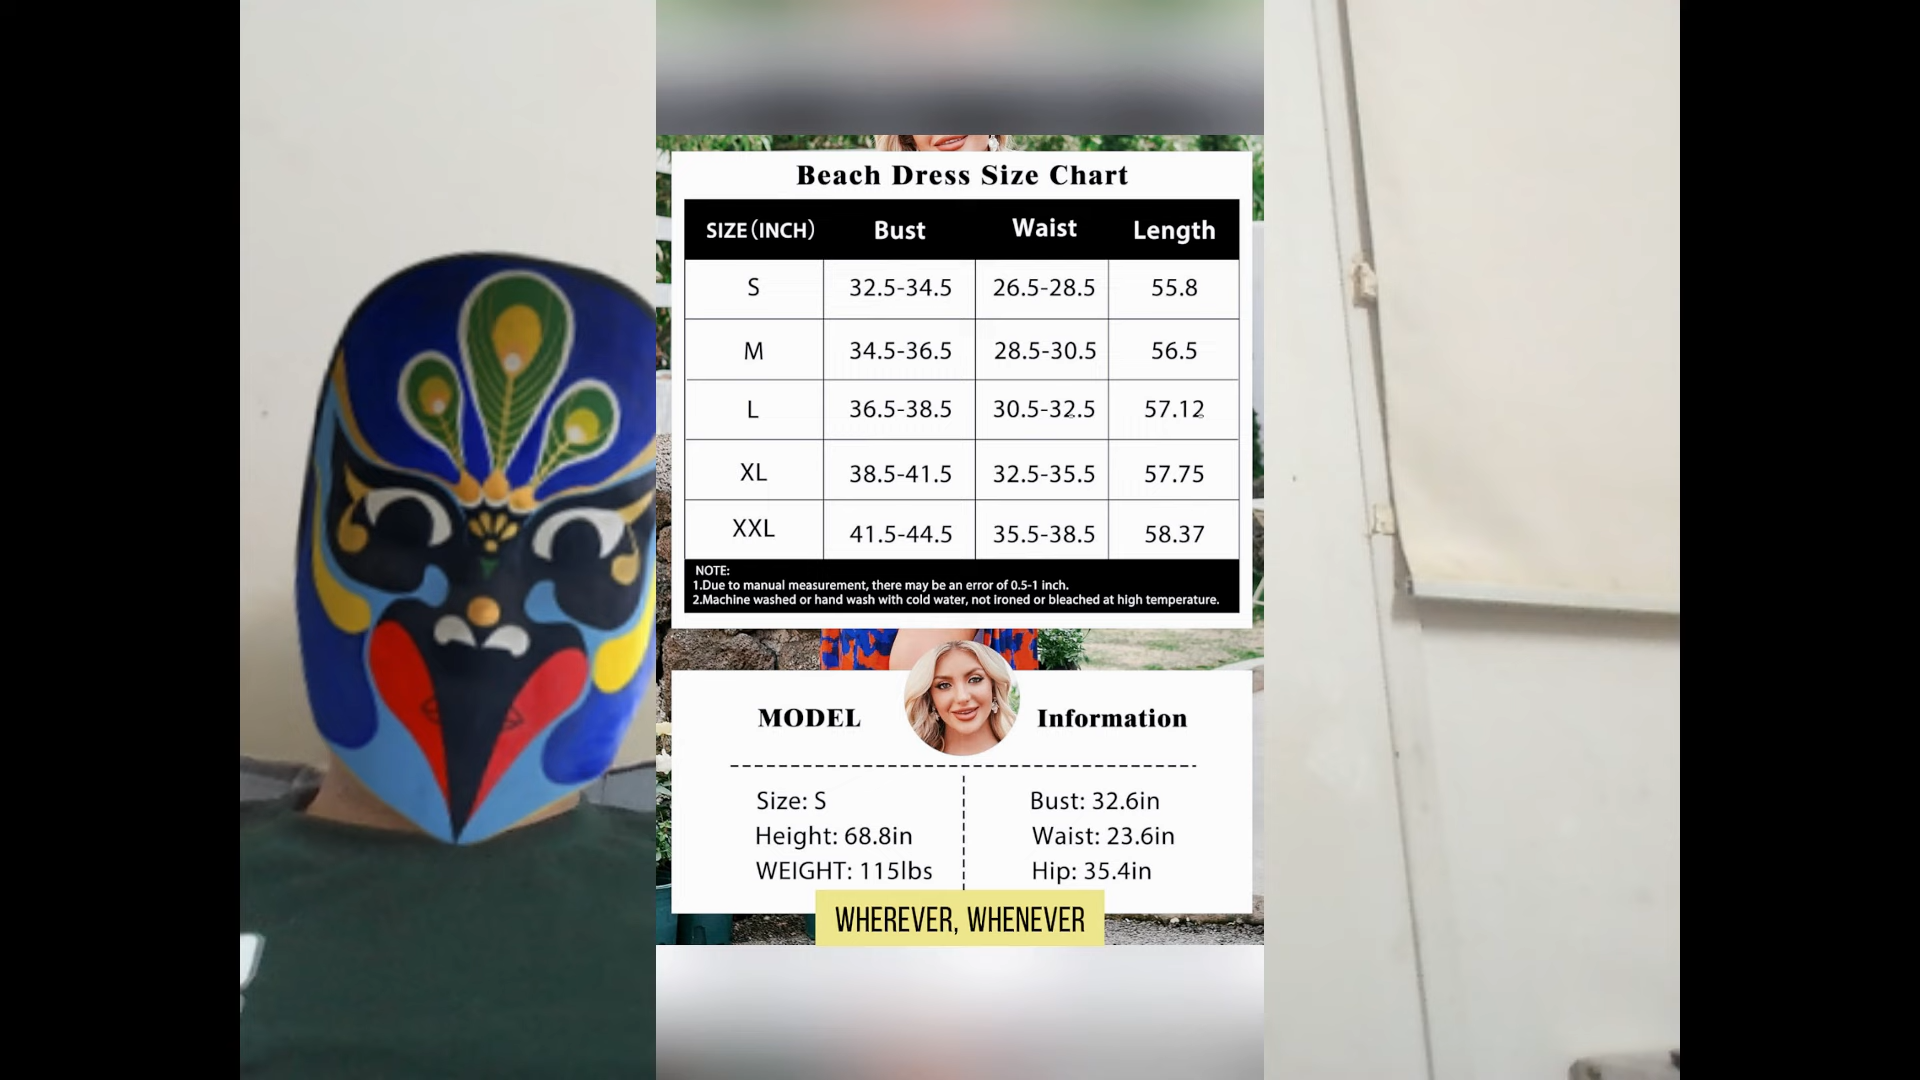 Beach Dress Size Chart
SIZE(INCH) Bust Waist Length
S 32.5-34.5 26.5-28.5 55.8
M 34.5-36.5 28.5-30.5 56.5
L 36.5-38.5 30.5-32.5 57.12
XL 38.5-41.5 32.5-35.5 57.75
XXL 41.5-44.5 35.5-38.5 58.37
NOTE:
1.Due to manual measurement, there may be an error of 0.5-1 inch.
2.Machine washed or hand wash with cold water, not ironed or bleached at high temperature.
MODEL Information
Size: S
Height: 68.8in
WEIGHT: 115lbs
Bust: 32.6in
Waist: 23.6in
Hip: 35.4in
WHEREVER, WHENEVER